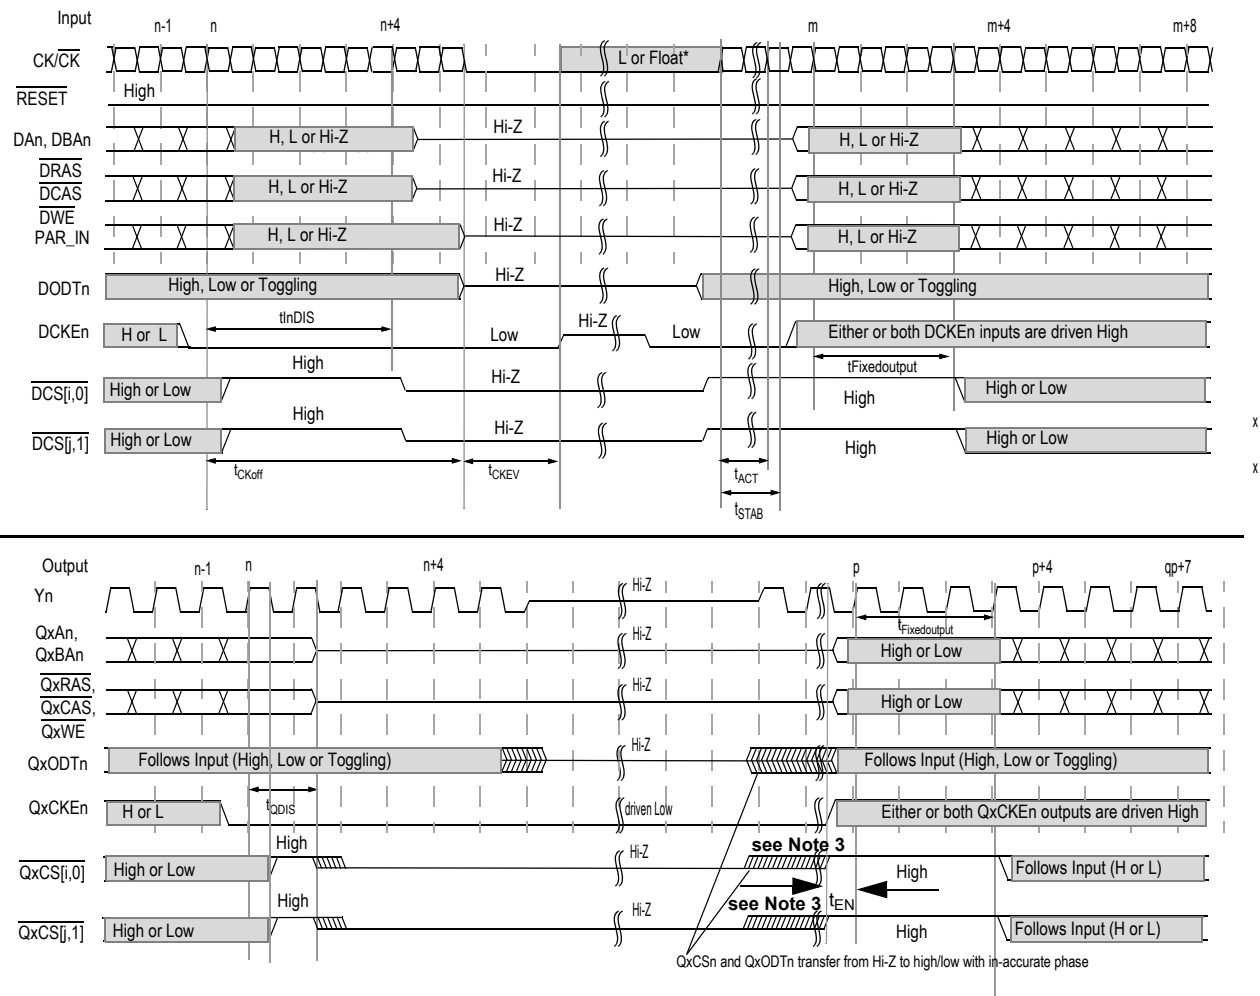 Input
n-1 n n+4 m m+4 m+8
CK/CK L or Float*
RESET High
DAn, DBAn H, L or Hi-Z Hi-Z H, L or Hi-Z
DRAS
DCAS H, L or Hi-Z Hi-Z H, L or Hi-Z
DWE
PAR_IN H, L or Hi-Z Hi-Z H, L or Hi-Z
DODTn High, Low or Toggling Hi-Z High, Low or Toggling
tInDIS
DCKEn H or L Low Hi-Z Low Either or both DCKEn inputs are driven High
tFixedoutput
DCS[i,0] High or Low High Hi-Z High High or Low
DCS[j,1] High or Low High Hi-Z High High or Low
tCKoff tCKEV tACT
tSTAB
x
x
Output
n-1 n n+4 p p+4 qp+7
Yn Hi-Z
tFixedoutput
QxAn,
QxBAn Hi-Z High or Low
QxRAS,
QxCAS, Hi-Z High or Low
QxWE
QxODTn Follows Input (High, Low or Toggling) Hi-Z Follows Input (High, Low or Toggling)
tQDIS
QxCKEn H or L driven Low Either or both QxCKEn outputs are driven High
QxCS[i,0] High or Low High Hi-Z see Note 3 High Follows Input (H or L)
tEN
QxCS[j,1] High or Low High Hi-Z see Note 3 High Follows Input (H or L)
QxCSn and QxODTn transfer from Hi-Z to high/low with in-accurate phase